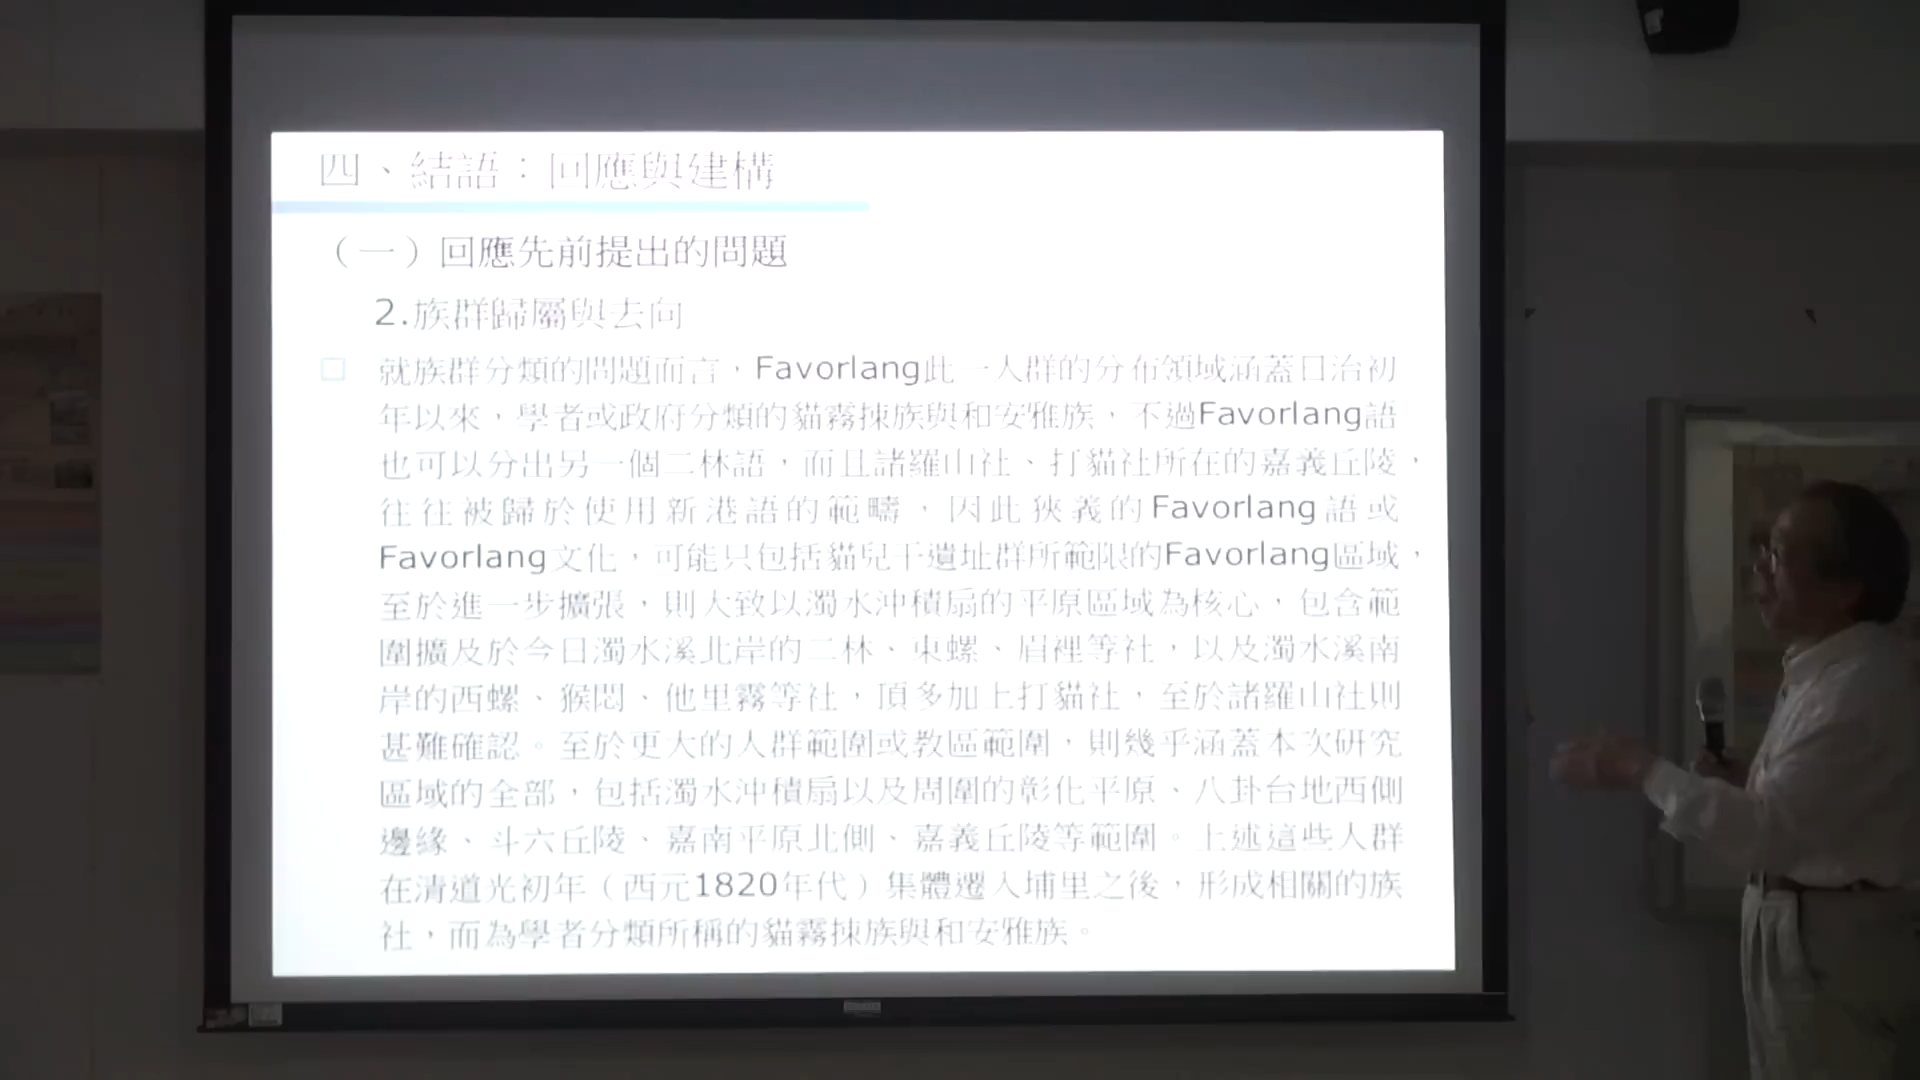 四、結語：回應與建構
（一）回應先前提出的問題
2.族群歸屬與去向
就族群分類的問題而言，Favorlang此一人群的分布領域涵蓋日治初
年以來，學者或政府分類的貓霧捒族與和安雅族，不過Favorlang語
也可以分出另一個二林語，而且諸羅山社、打貓社所在的嘉義丘陵，
往往被歸於使用新港語的範疇，因此狹義的Favorlang語或
Favorlang文化，可能只包括貓兒干遺址群所範限的Favorlang區域，
至於進一步擴張，則大致以濁水沖積扇的平原區域為核心，包含範
圍擴及於今日濁水溪北岸的二林、東螺、眉裡等社，以及濁水溪南
岸的西螺、猴悶、他里霧等社，頂多加上打貓社，至於諸羅山社則
甚難確認。至於更大的人群範圍或教區範圍，則幾乎涵蓋本次研究
區域的全部，包括濁水沖積扇以及周圍的彰化平原、八卦台地西側
邊緣、斗六丘陵、嘉南平原北側、嘉義丘陵等範圍。上述這些人群
在清道光初年（西元1820年代）集體遷入埔里之後，形成相關的族
社，而為學者分類所稱的貓霧捒族與和安雅族。